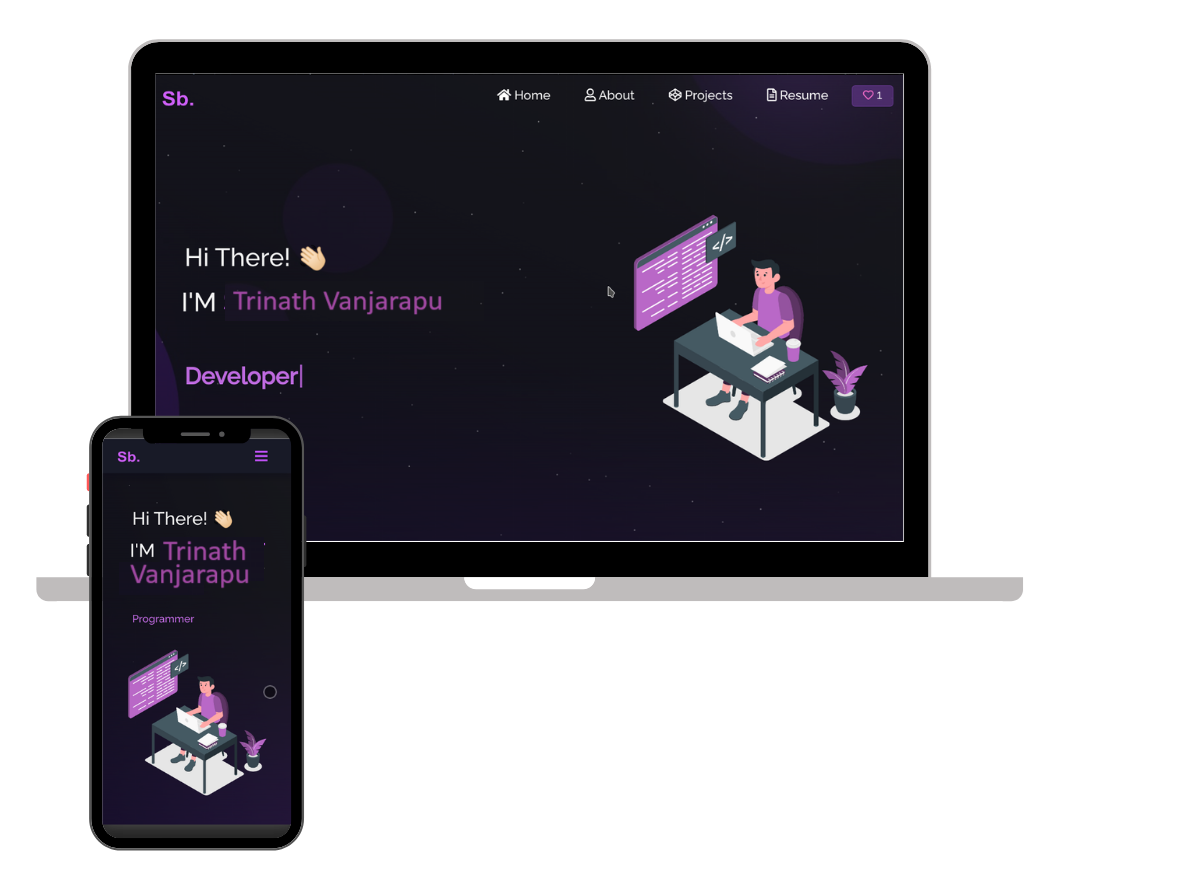 Sb.
Home About Projects Resume 1
Hi There! 👋🏻
I'M Trinath Vanjarapu
Developer|
</>
Sb.
Hi There! 👋🏻
I'M Trinath
Vanjarapu
Programmer
</>